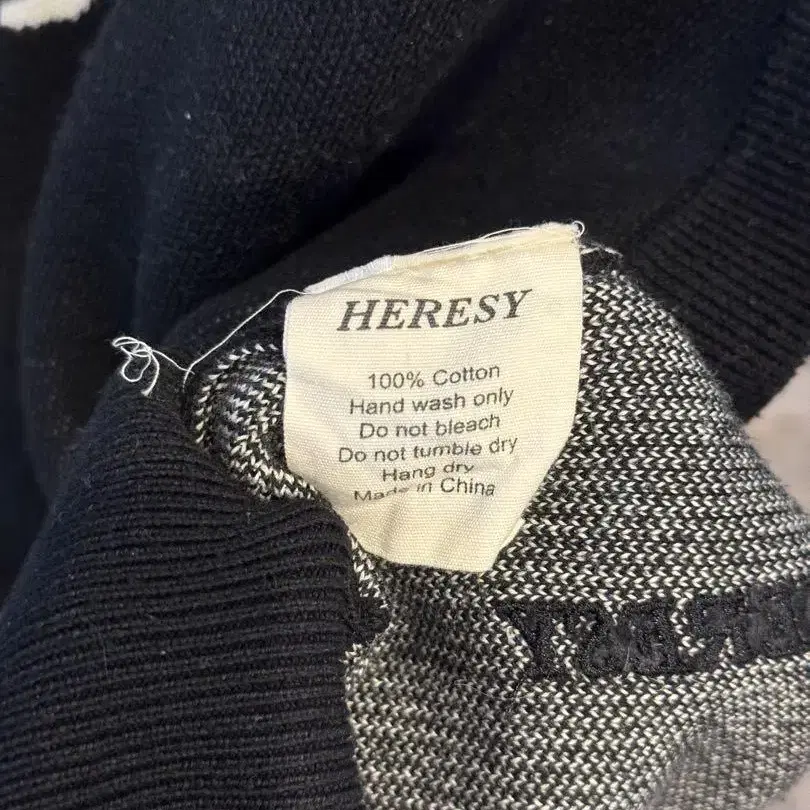 HERESY
100% Cotton
Hand wash only
Do not bleach
Do not tumble dry
Hang dry
Made in China